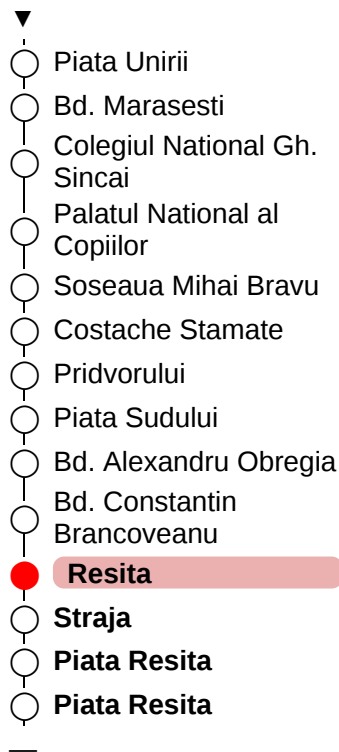 Piata Unirii
Bd. Marasesti
Colegiul National Gh.
Sincai
Palatul National al
Copiilor
Soseaua Mihai Bravu
Costache Stamate
Pridvorului
Piata Sudului
Bd. Alexandru Obregia
Bd. Constantin
Brancoveanu
Resita
Straja
Piata Resita
Piata Resita